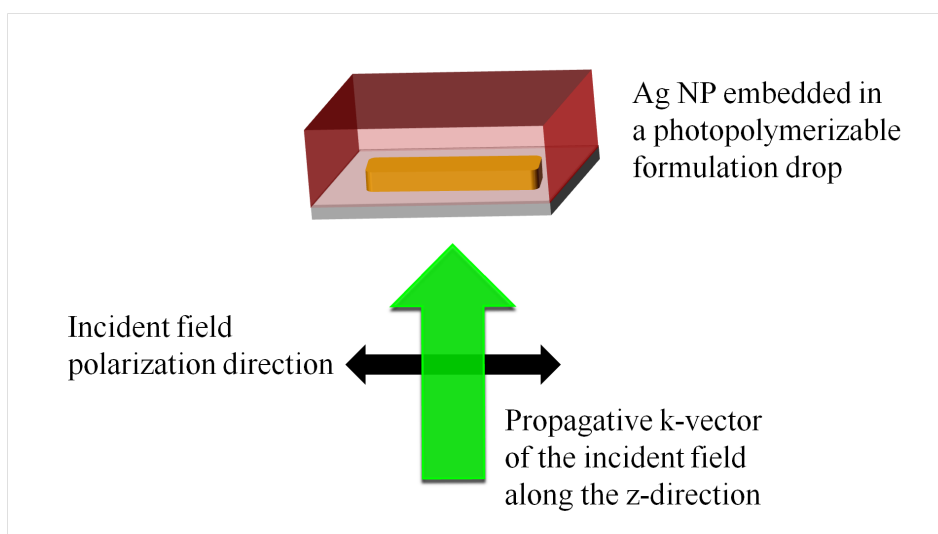 Ag NP embedded in
a photopolymerizable
formulation drop
Incident field
polarization direction
Propagative k-vector
of the incident field
along the z-direction